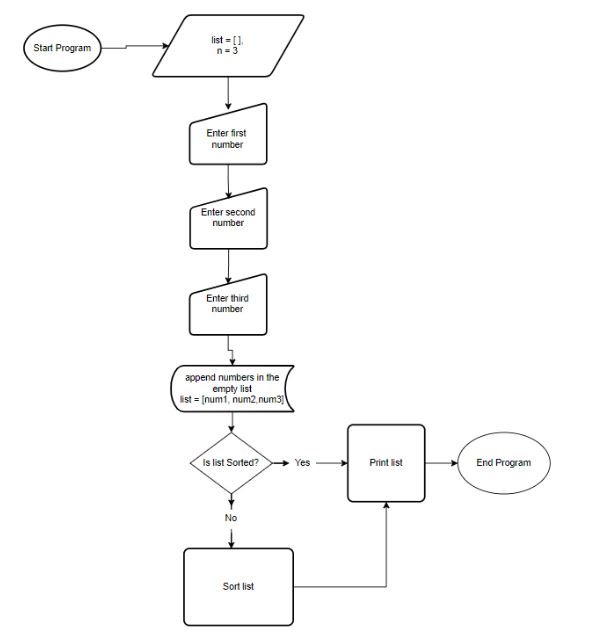 Start Program
list = [ ],
n = 3
Enter first
number
Enter second
number
Enter third
number
append numbers in the
empty list
list = [num1, num2,num3]
Is list Sorted?
Yes
Print list
End Program
No
Sort list